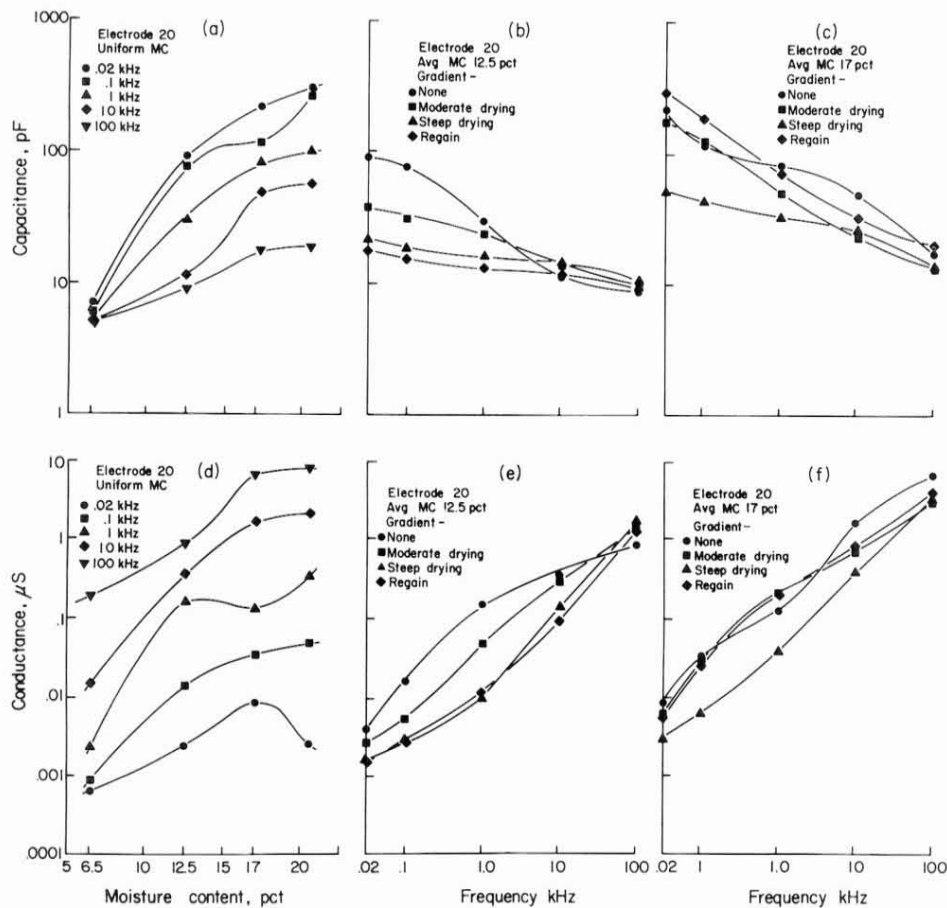 (a)
Electrode 20
Uniform MC
.02 kHz
.1 kHz
1 kHz
10 kHz
100 kHz
1000
100
10
1
Capacitance, pF
(b)
Electrode 20
Avg MC 12.5 pct
Gradient –
None
Moderate drying
Steep drying
Regain
(c)
Electrode 20
Avg MC 17 pct
Gradient –
None
Moderate drying
Steep drying
Regain
(d)
Electrode 20
Uniform MC
.02 kHz
.1 kHz
1 kHz
10 kHz
100 kHz
10
1
.1
.01
.001
.0001
Conductance, µS
5 6.5 10 12.5 15 17 20
Moisture content, pct
(e)
Electrode 20
Avg MC 12.5 pct
Gradient –
None
Moderate drying
Steep drying
Regain
.02 .1 1.0 10 100
Frequency kHz
(f)
Electrode 20
Avg MC 17 pct
Gradient –
None
Moderate drying
Steep drying
Regain
0.02 .1 1.0 10 100
Frequency kHz